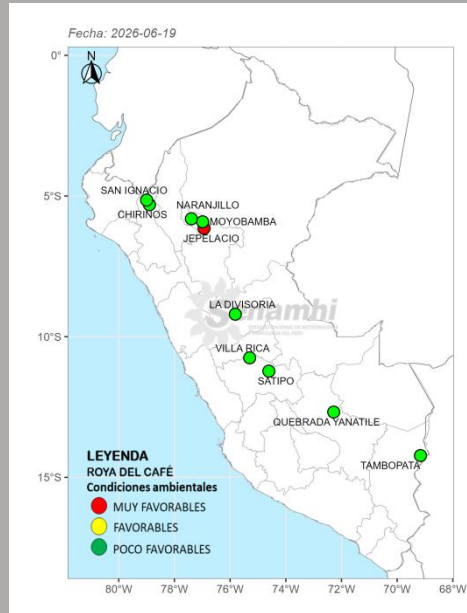 Fecha: 2026-06-19
N
0°
SAN IGNACIO
5°S
CHIRINOS
NARANJILLO
MOYOBAMBA
JEPELACIO
LA DIVISORIA
Senamhi
10°S
VILLA RICA
SATIPO
QUEBRADA YANATILE
TAMBOPATA
LEYENDA
ROYA DEL CAFÉ
Condiciones ambientales
15°S
MUY FAVORABLES
FAVORABLES
POCO FAVORABLES
80°W 78°W 76°W 74°W 72°W 70°W 68°W